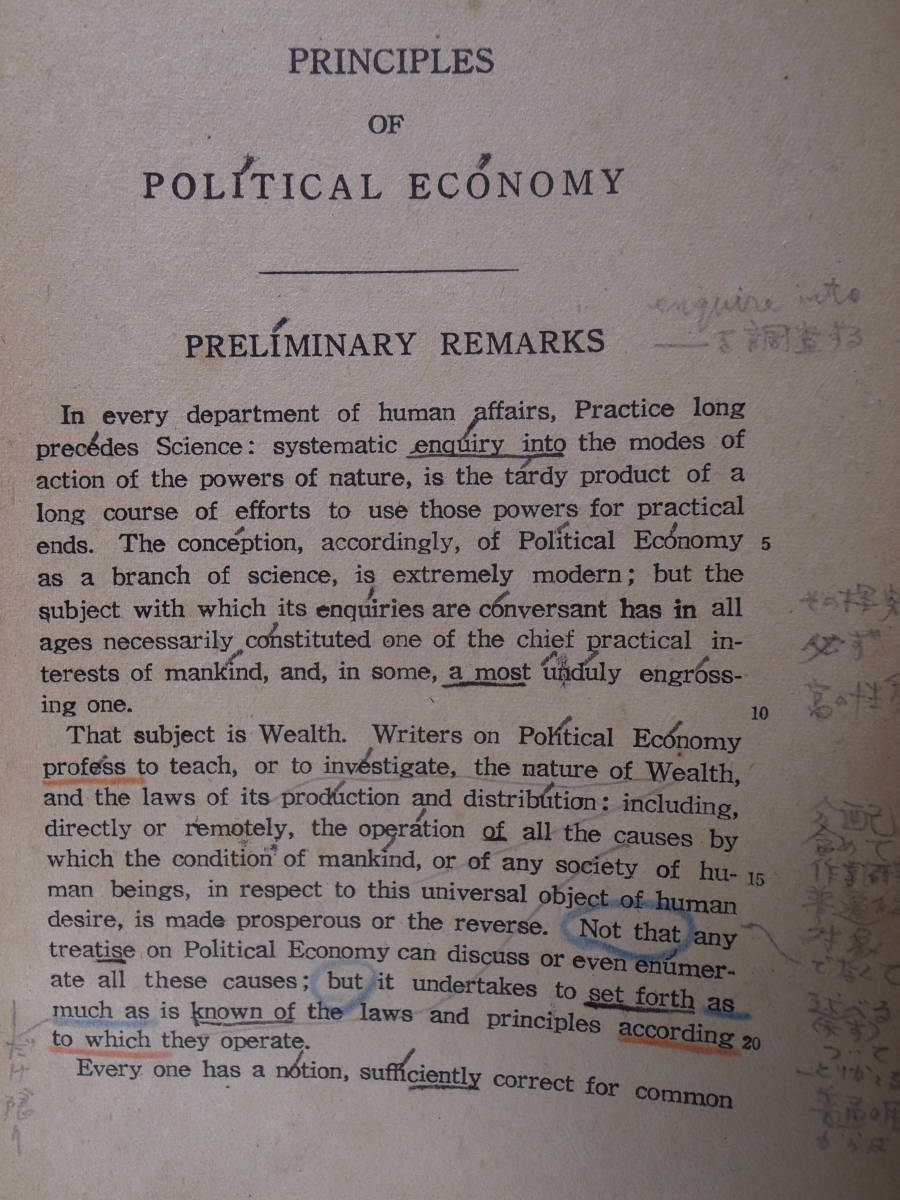 PRINCIPLES
OF
POLITICAL ECONOMY
enquire into
PRELIMINARY REMARKS
を調査する
In every department of human affairs, Practice long
precedes Science: systematic enquiry into the modes of
action of the powers of nature, is the tardy product of a
long course of efforts to use those powers for practical
ends. The conception, accordingly, of Political Economy 5
as a branch of science, is extremely modern; but the
subject with which its enquiries are conversant has in all
ages necessarily constituted one of the chief practical in-
terests of mankind, and, in some, a most unduly engross-
ing one.
10
That subject is Wealth. Writers on Political Economy
profess to teach, or to investigate, the nature of Wealth,
and the laws of its production and distribution: including,
directly or remotely, the operation of all the causes by
which the condition of mankind, or of any society of hu- 15
man beings, in respect to this universal object of human
desire, is made prosperous or the reverse. Not that any
treatise on Political Economy can discuss or even enumer-
ate all these causes; but it undertakes to set forth as
much as is known of the laws and principles according 20
to which they operate.
Every one has a notion, sufficiently correct for common